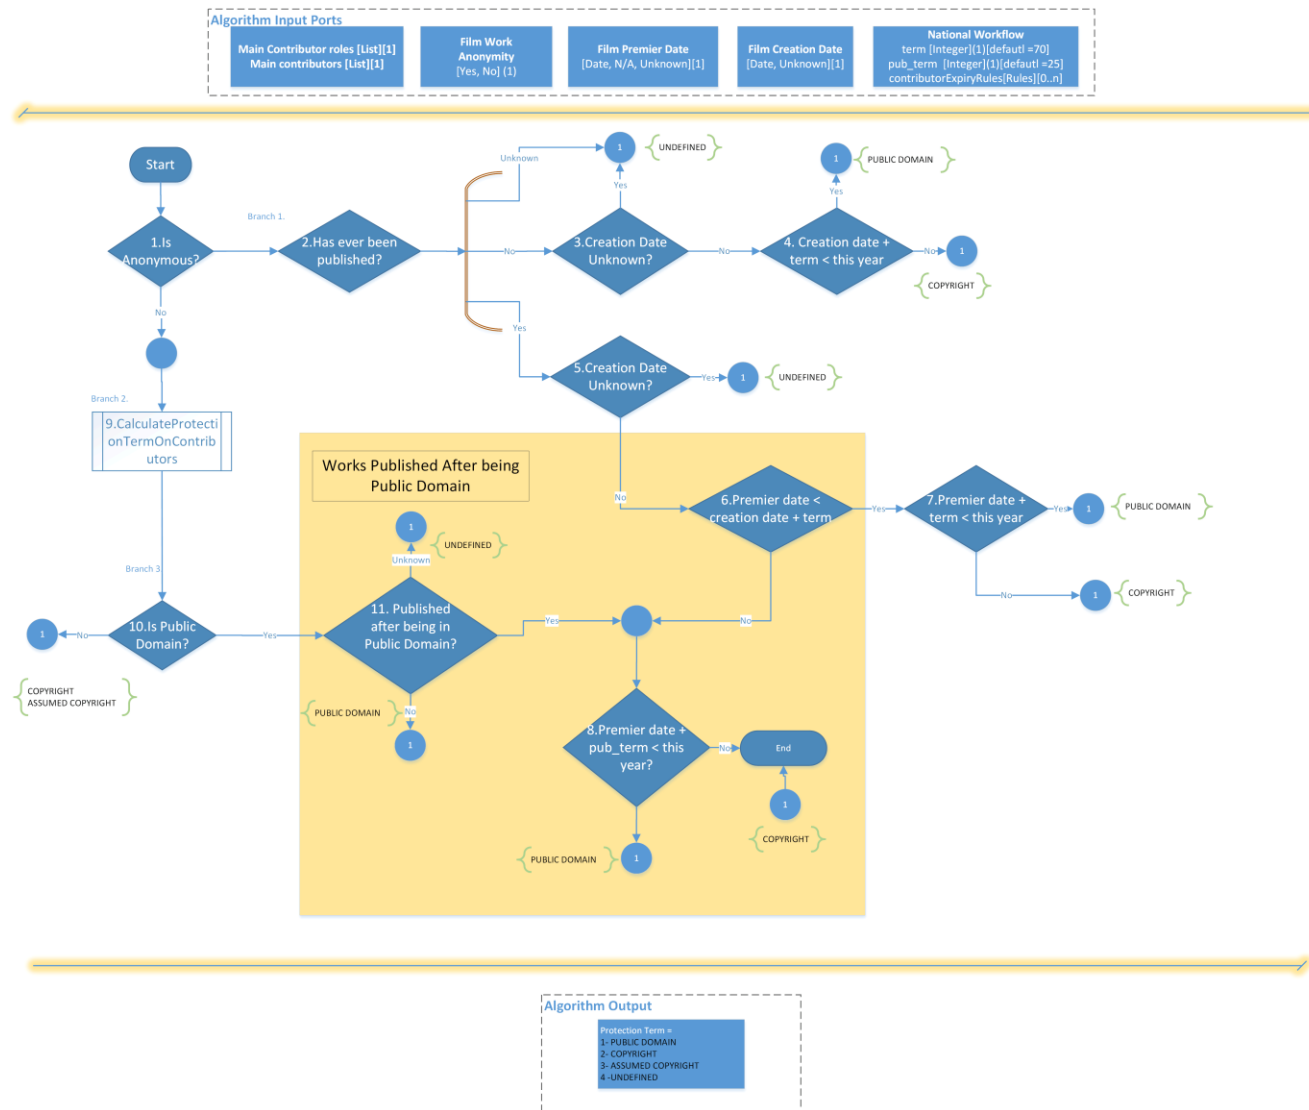 Algorithm Input Ports
Main Contributor roles [List][1]
Main contributors [List][1]
Film Work
Anonymity
[Yes, No] (1)
Film Premier Date
[Date, N/A, Unknown][1]
Film Creation Date
[Date, Unknown][1]
National Workflow
term [Integer](1)[defautl =70]
pub_term [Integer](1)[defautl =25]
contributorExpiryRules[Rules][0..n]
Start
1.Is
Anonymous?
Branch 1.
2.Has ever been
published?
Unknown
No
Yes
1
UNDEFINED
Yes
3.Creation Date
Unknown?
No
1
PUBLIC DOMAIN
Yes
4. Creation date +
term < this year
No
1
COPYRIGHT
No
5.Creation Date
Unknown?
Yes
1
UNDEFINED
No
Branch 2.
9.CalculateProtecti
onTermOnContrib
utors
Works Published After being
Public Domain
6.Premier date <
creation date + term
Yes
7.Premier date +
term < this year
Yes
1
PUBLIC DOMAIN
No
1
COPYRIGHT
1
UNDEFINED
Unknown
Branch 3.
10.Is Public
Domain?
No
1
COPYRIGHT
ASSUMED COPYRIGHT
Yes
11. Published
after being in
Public Domain?
Yes
No
PUBLIC DOMAIN
No
1
8.Premier date +
pub_term < this
year?
No
End
1
COPYRIGHT
PUBLIC DOMAIN
1
Algorithm Output
Protection Term =
1- PUBLIC DOMAIN
2- COPYRIGHT
3- ASSUMED COPYRIGHT
4 -UNDEFINED